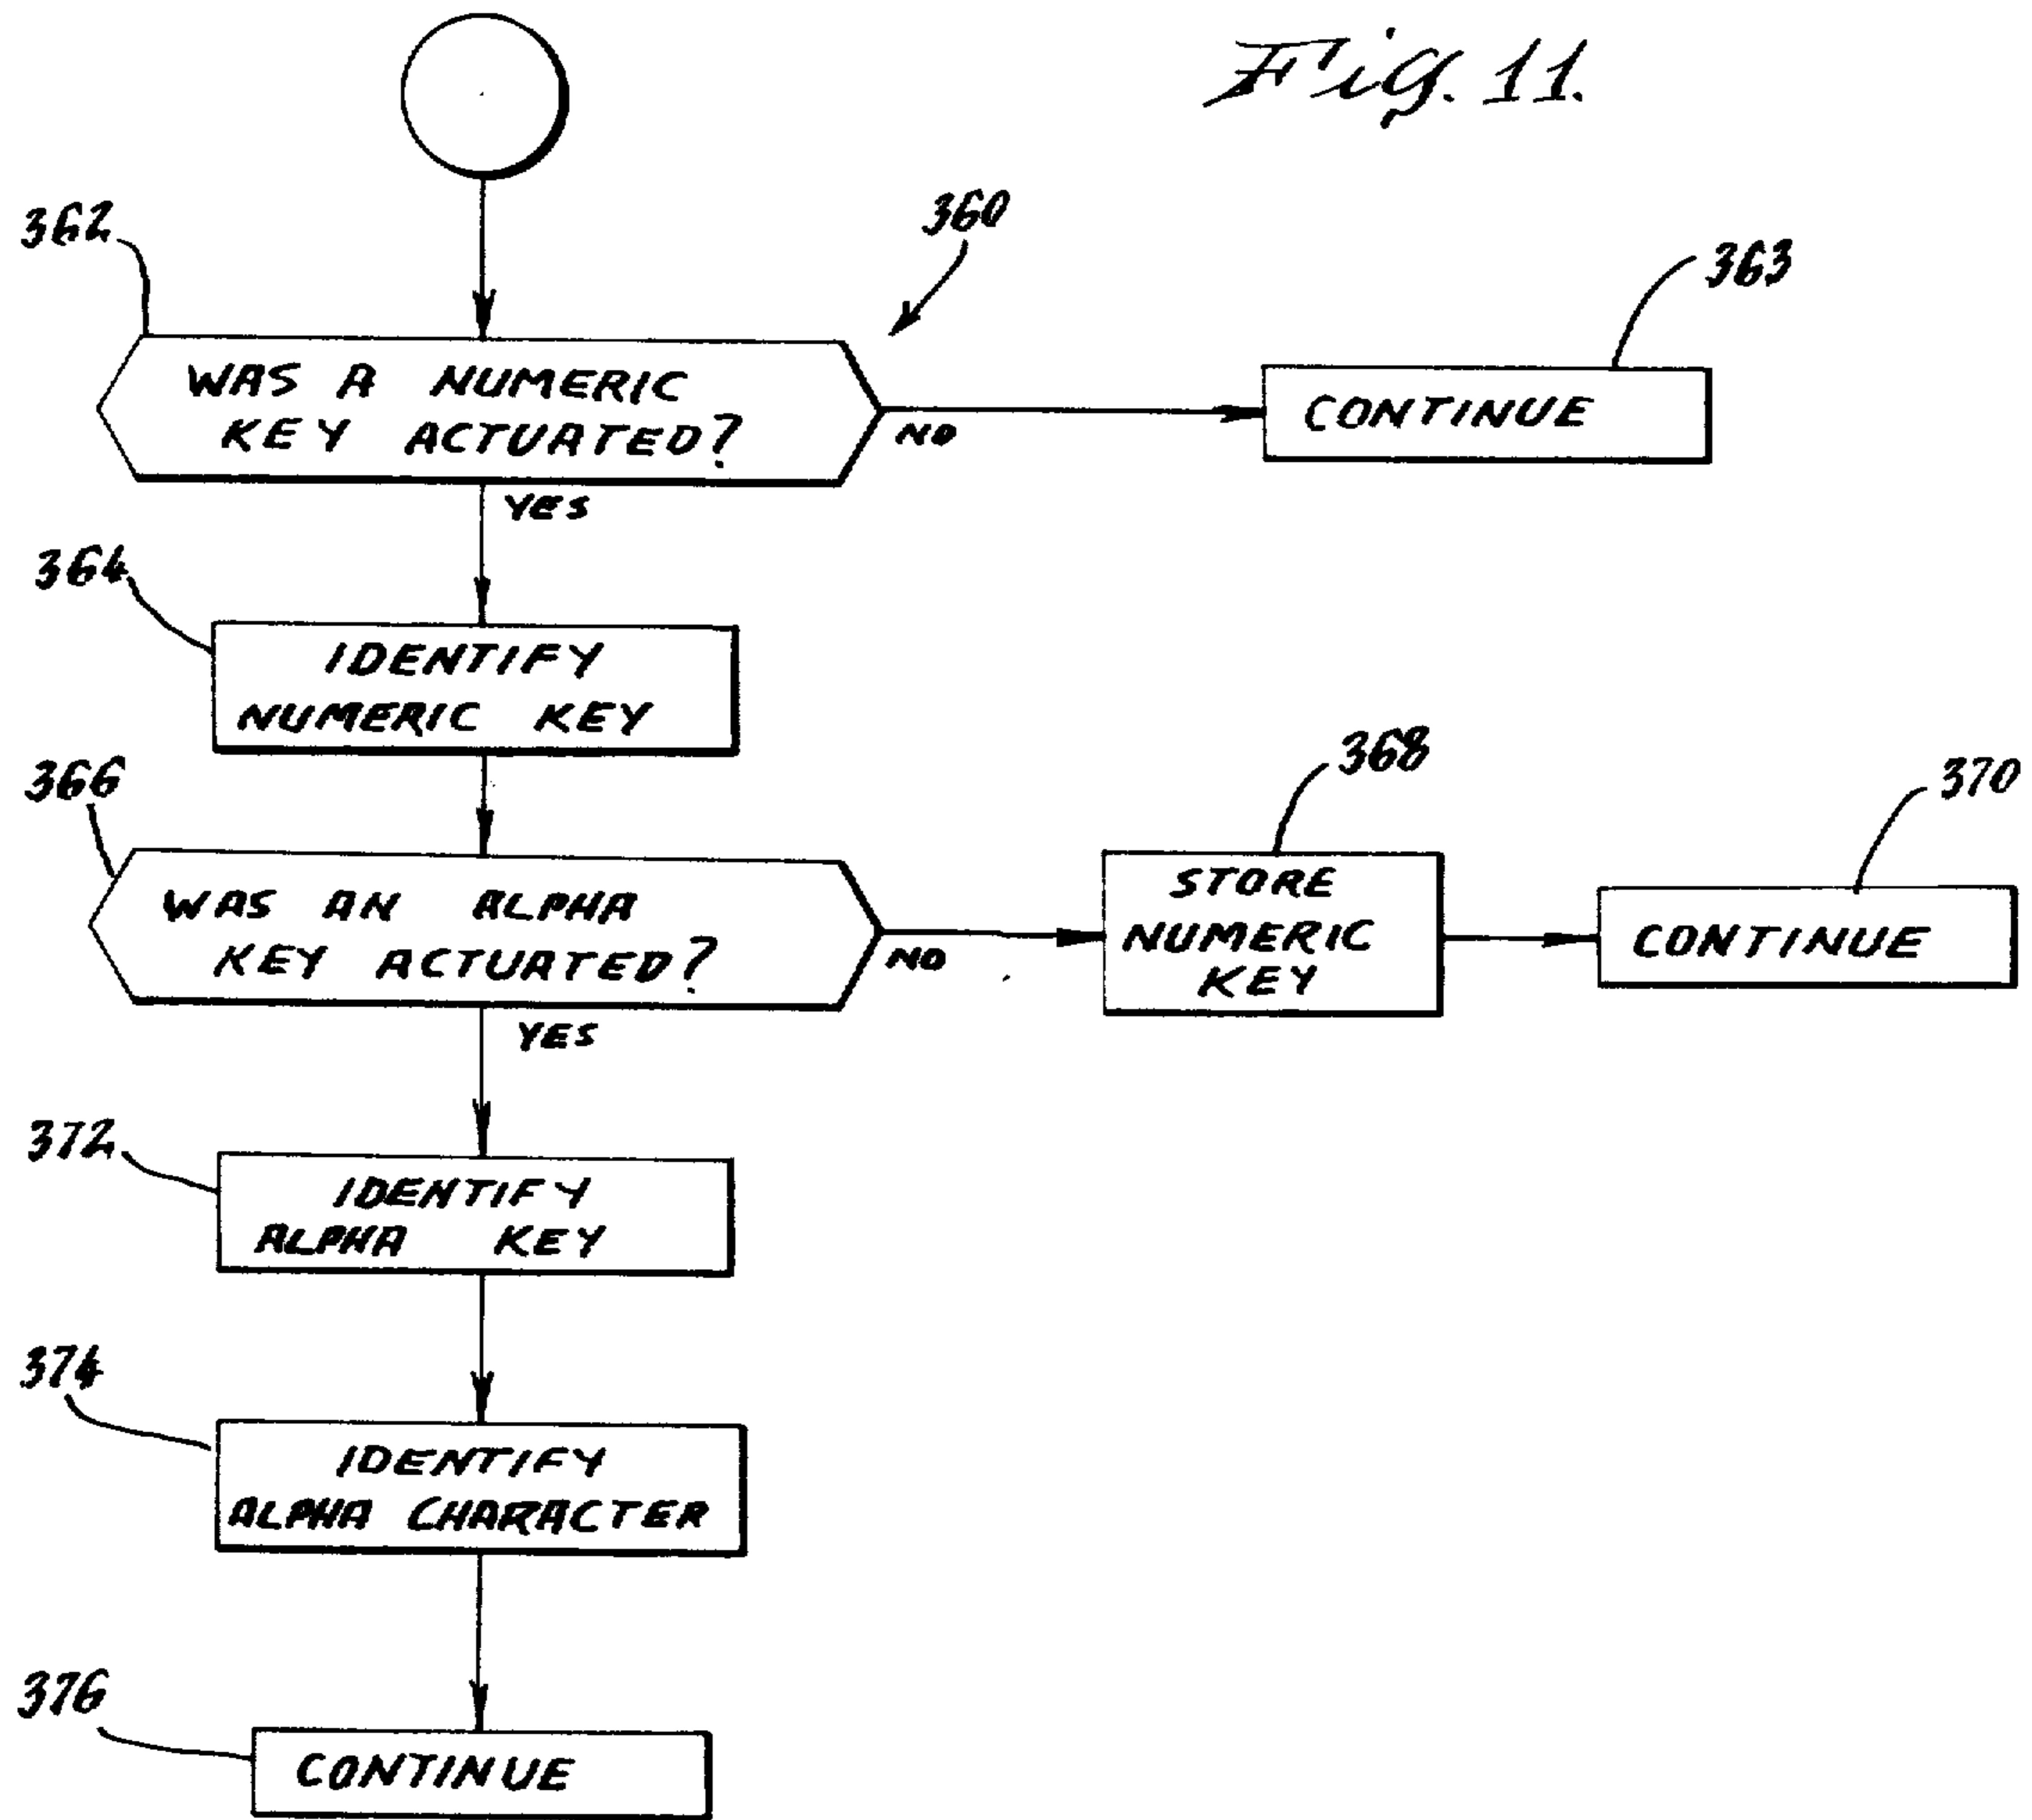 Fig. 11.
362
360
363
WAS A NUMERIC
KEY ACTUATED?
NO
CONTINUE
YES
364
IDENTIFY
NUMERIC KEY
366
368
370
WAS AN ALPHA
KEY ACTUATED?
NO
STORE
NUMERIC
KEY
CONTINUE
YES
372
IDENTIFY
ALPHA KEY
374
IDENTIFY
ALPHA CHARACTER
376
CONTINUE